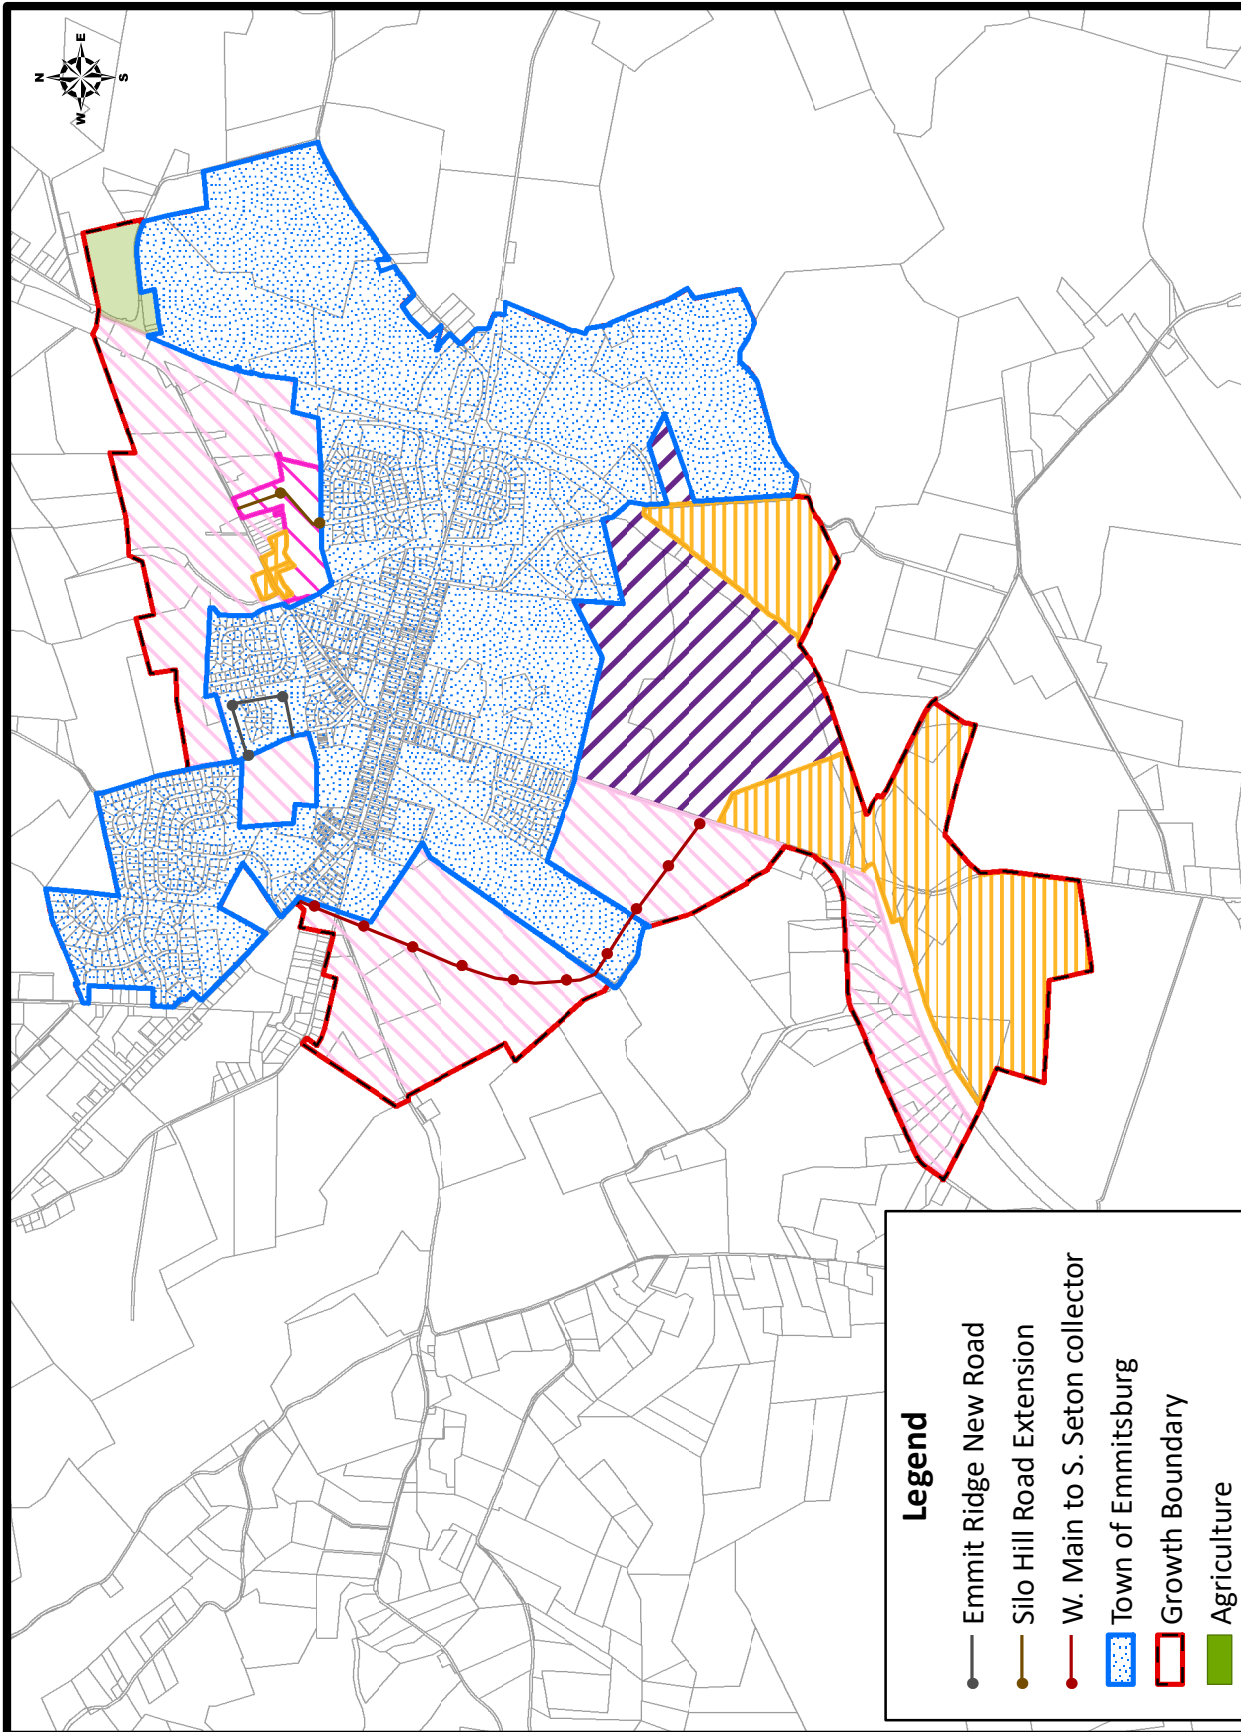 N
E
S
W
Legend
Emmit Ridge New Road
Silo Hill Road Extension
W. Main to S. Seton collector
Town of Emmitsburg
Growth Boundary
Agriculture